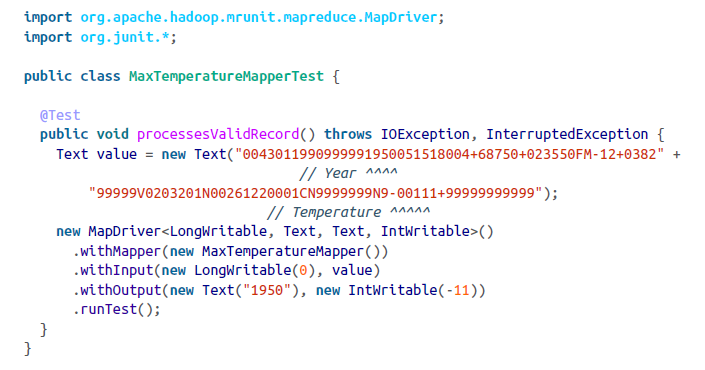 import org.apache.hadoop.mrunit.mapreduce.MapDriver;
import org.junit.*;

public class MaxTemperatureMapperTest {

  @Test
  public void processesValidRecord() throws IOException, InterruptedException {
    Text value = new Text("0043011990999991950051518004+68750+023550FM-12+0382" +
                                  // Year ^^^^
        "99999V0203201N00261220001CN9999999N9-00111+99999999999");
                              // Temperature ^^^^^
    new MapDriver<LongWritable, Text, Text, IntWritable>()
      .withMapper(new MaxTemperatureMapper())
      .withInput(new LongWritable(0), value)
      .withOutput(new Text("1950"), new IntWritable(-11))
      .runTest();
  }
}